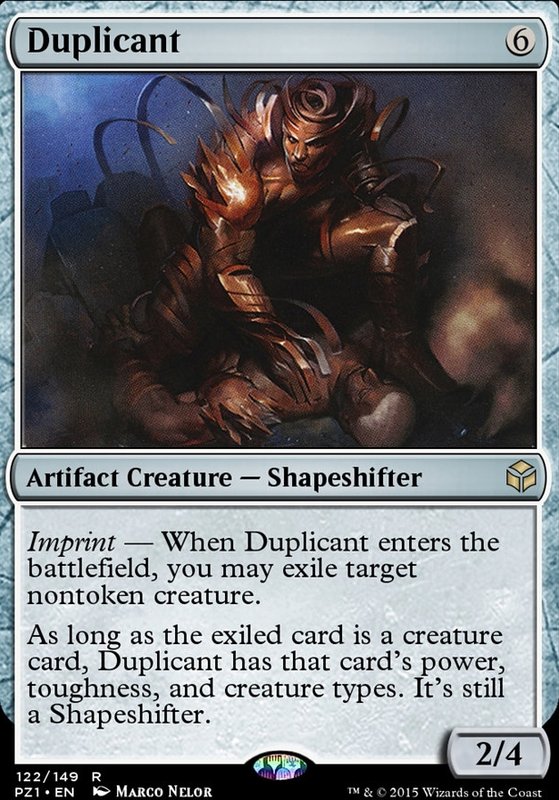 Duplicant 6
Artifact Creature — Shapeshifter
Imprint — When Duplicant enters the
battlefield, you may exile target
nontoken creature.
As long as the exiled card is a creature
card, Duplicant has that card's power,
toughness, and creature types. It's still
a Shapeshifter.
2/4
122/149 R
PZ1 • EN Marco Nelor
™ & © 2015 Wizards of the Coast